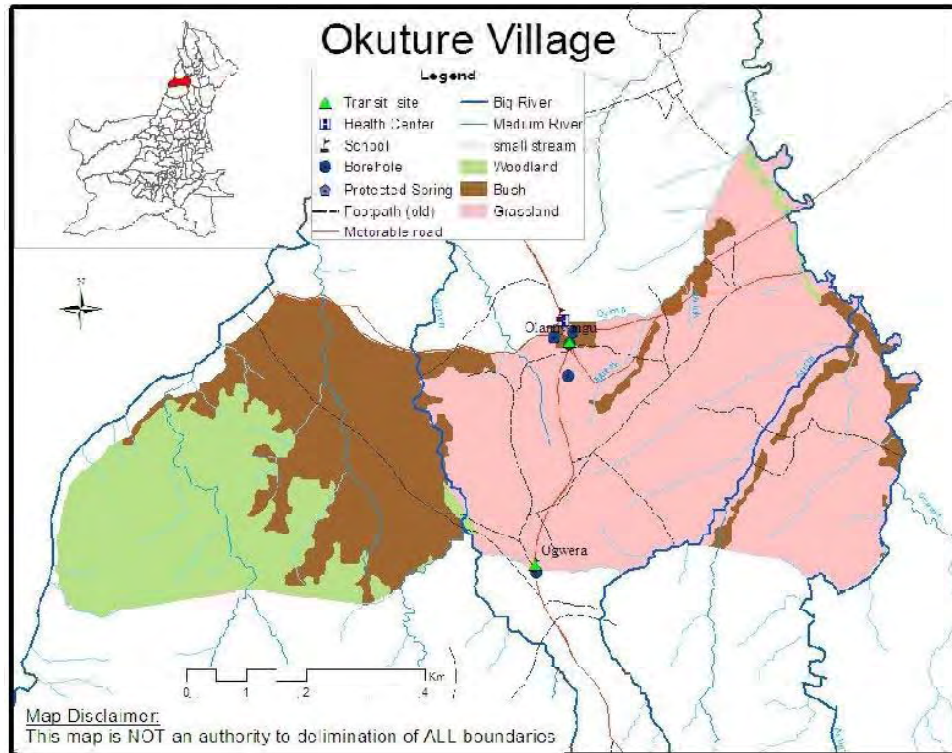 Okuture Village
Legend
Transit site
Health Center
School
Borehole
Protected Spring
Footpath (old)
Motorable road
Big River
Medium River
small stream
Woodland
Bush
Grassland
N
Oyima
Ogwera
0 1 2 4
Km
Map Disclaimer:
This map is NOT an authority to delimination of ALL boundaries